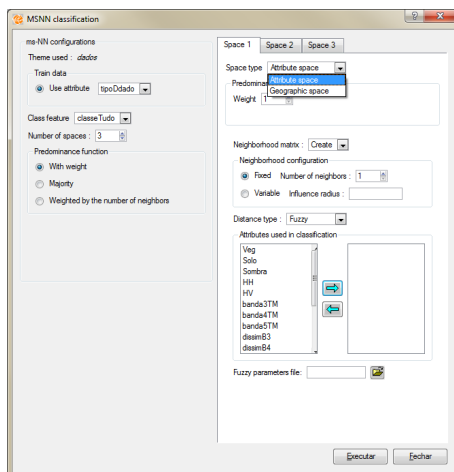 MSNN classification
ms-NN configurations
Theme used : dados
Train data
Use attribute tipoDdado
Class feature classeTudo
Number of spaces : 3
Predominance function
With weight
Majority
Weighted by the number of neighbors
Space 1 Space 2 Space 3
Space type Attribute space
Attribute space
Geographic space
Predominan
Weight 1
Neighborhood matrix : Create
Neighborhood configuration
Fixed Number of neighbors : 1
Variable Influence radius :
Distance type : Fuzzy
Attributes used in classification
Veg
Solo
Sombra
HH
HV
banda3TM
banda4TM
banda5TM
dissimB3
dissimB4
Fuzzy parameters file:
Executar Fechar